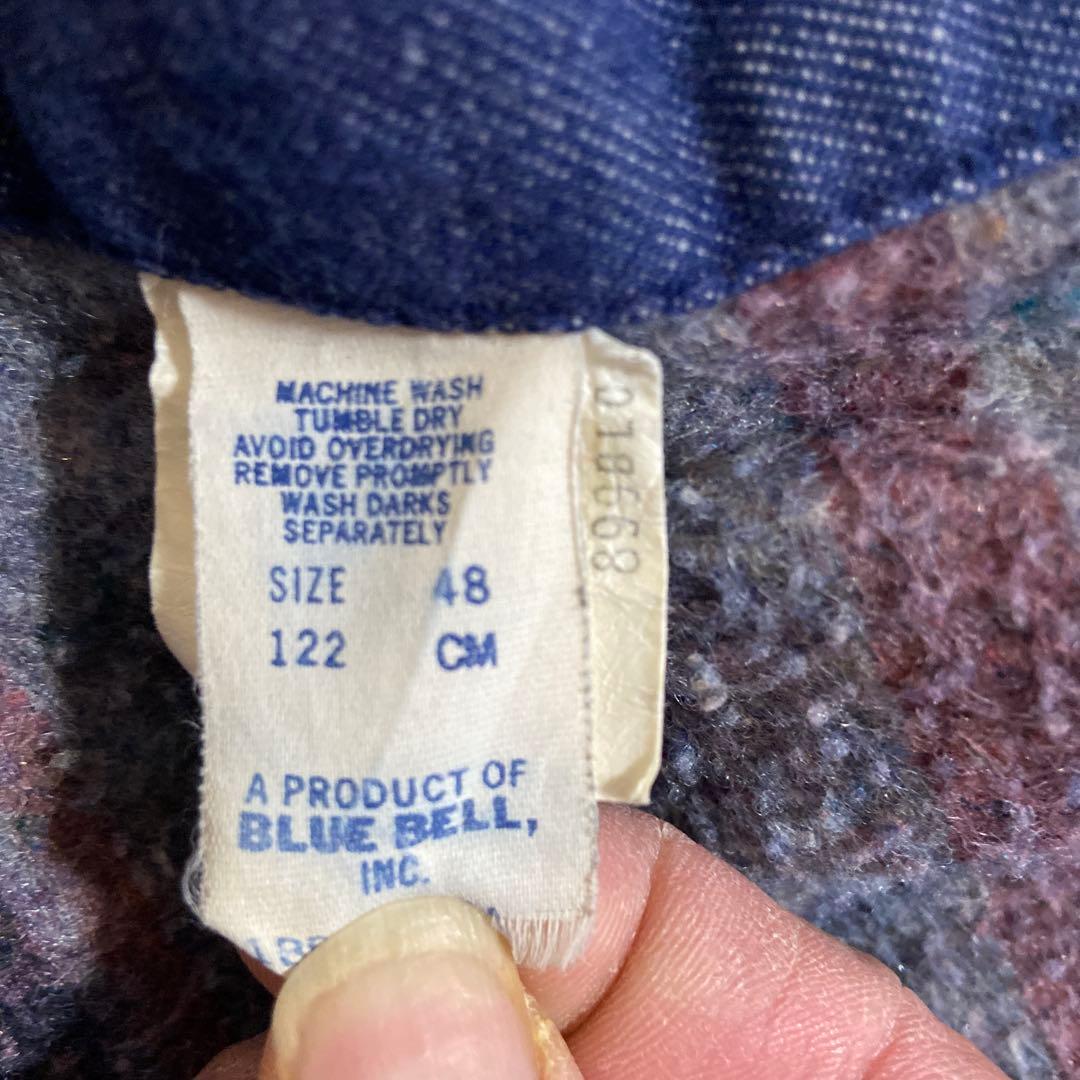 MACHINE WASH
TUMBLE DRY
AVOID OVERDRYING
REMOVE PROMPTLY
WASH DARKS
SEPARATELY
SIZE 48
122 CM
A PRODUCT OF
BLUE BELL,
INC.